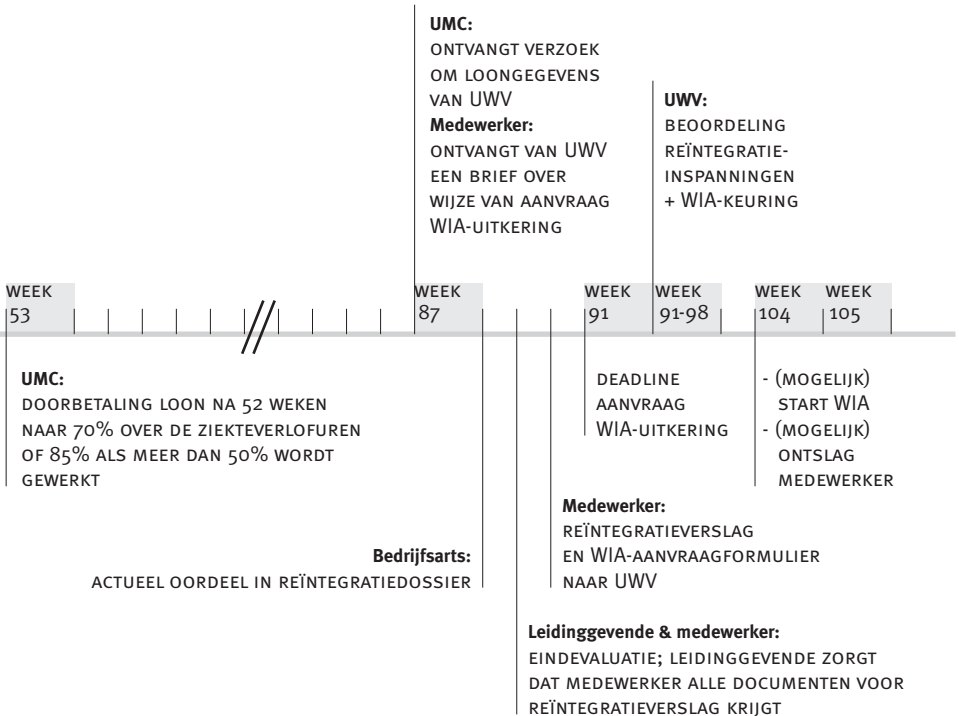 UMC:
ONTVANGT VERZOEK
OM LOONGEGEVENS
VAN UWV
Medewerker:
ONTVANGT VAN UWV
EEN BRIEF OVER
WIJZE VAN AANVRAAG
WIA-UITKERING
UWV:
BEOORDELING
REÏNTEGRATIE-
INSPANNINGEN
+ WIA-KEURING
WEEK
53
WEEK
87
WEEK
91
WEEK
91-98
WEEK
104
WEEK
105
UMC:
DOORBETALING LOON NA 52 WEKEN
NAAR 70% OVER DE ZIEKTEVERLOFUREN
OF 85% ALS MEER DAN 50% WORDT
GEWERKT
DEADLINE
AANVRAAG
WIA-UITKERING
- (MOGELIJK)
START WIA
- (MOGELIJK)
ONTSLAG
MEDEWERKER
Bedrijfsarts:
ACTUEEL OORDEEL IN REÏNTEGRATIEDOSSIER
Medewerker:
REÏNTEGRATIEVERSLAG
EN WIA-AANVRAAGFORMULIER
NAAR UWV
Leidinggevende & medewerker:
EINDEVALUATIE; LEIDINGGEVENDE ZORGT
DAT MEDEWERKER ALLE DOCUMENTEN VOOR
REÏNTEGRATIEVERSLAG KRIJGT